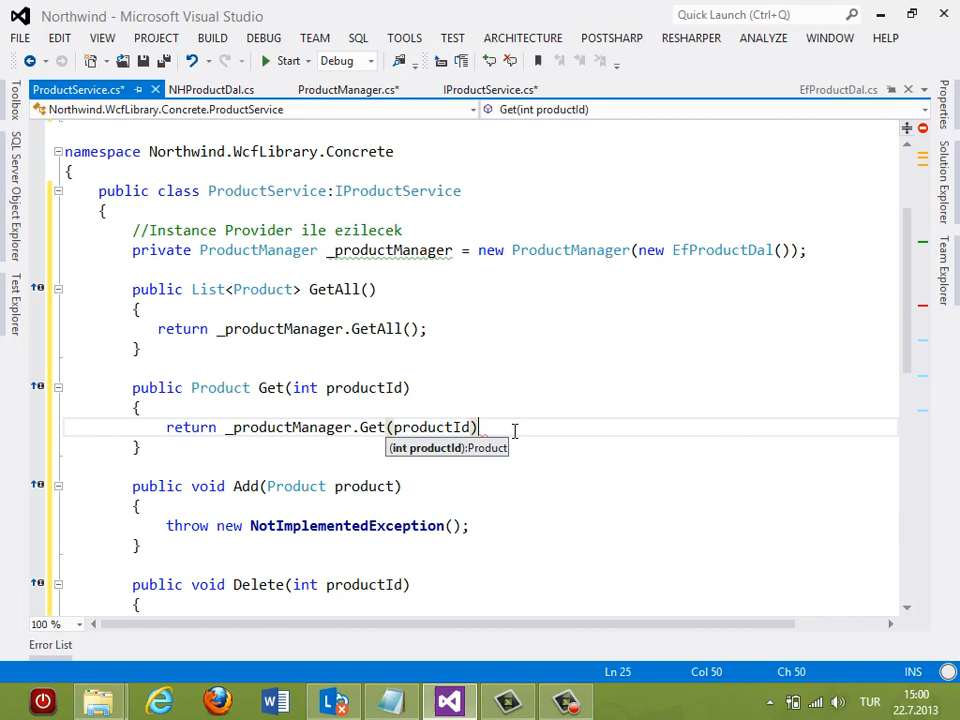 Northwind - Microsoft Visual Studio
Quick Launch (Ctrl+Q)
FILE EDIT VIEW PROJECT BUILD DEBUG TEAM SQL TOOLS TEST ARCHITECTURE POSTSHARP RESHARPER ANALYZE WINDOW HELP
Start Debug
ProductService.cs* NHProductDal.cs ProductManager.cs* IProductService.cs* EfProductDal.cs
Northwind.WcfLibrary.Concrete.ProductService Get(int productId)
Toolbox
SQL Server Object Explorer
Test Explorer
Properties
Solution Explorer
Team Explorer
namespace Northwind.WcfLibrary.Concrete
{
public class ProductService:IProductService
{
//Instance Provider ile ezilecek
private ProductManager _productManager = new ProductManager(new EfProductDal());
public List<Product> GetAll()
{
return _productManager.GetAll();
}
public Product Get(int productId)
{
return _productManager.Get(productId)
(int productId):Product
}
public void Add(Product product)
{
throw new NotImplementedException();
}
public void Delete(int productId)
{
100 %
Error List
Ln 25 Col 50 Ch 50 INS
TUR
15:00
22.7.2013